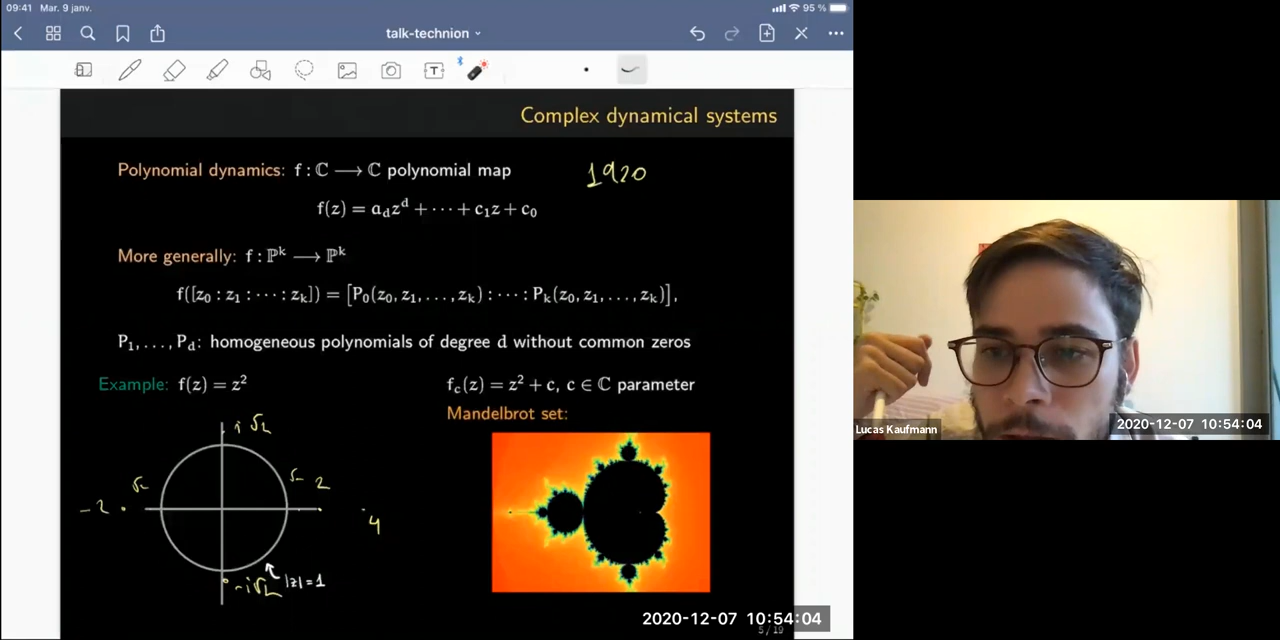 09:41 Mar. 9 janv.
95 %
talk-technion
Complex dynamical systems
Polynomial dynamics: f : ℂ ⟶ ℂ polynomial map
1920
f(z) = a_d z^d + ··· + c_1 z + c_0
More generally: f : ℙ^k ⟶ ℙ^k
f([z_0 : z_1 : ··· : z_k]) = [P_0(z_0, z_1, . . . , z_k) : ··· : P_k(z_0, z_1, . . . , z_k)],
P_1, . . . , P_d: homogeneous polynomials of degree d without common zeros
Example: f(z) = z^2
f_c(z) = z^2 + c, c ∈ ℂ parameter
Mandelbrot set:
i √2
2
-2
4
-i√2
|z|=1
5 / 19
2020-12-07 10:54:04
Lucas Kaufmann
2020-12-07 10:54:04